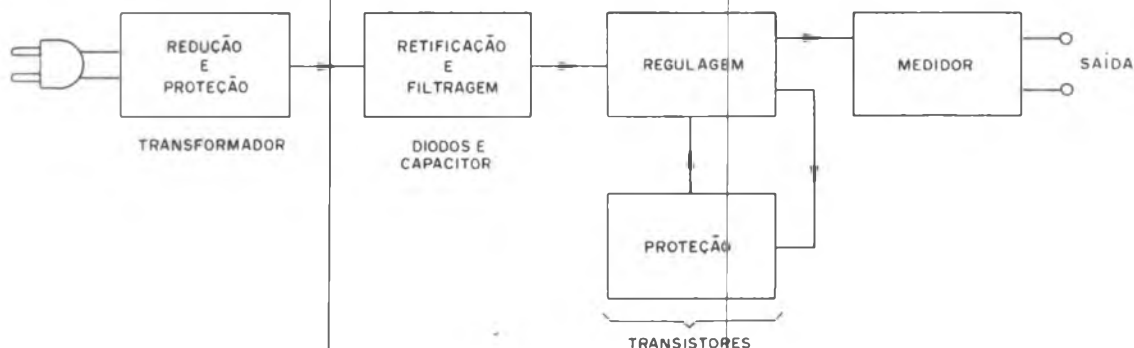 REDUÇÃO
E
PROTEÇÃO
TRANSFORMADOR
RETIFICAÇÃO
E
FILTRAGEM
DIODOS E
CAPACITOR
REGULAGEM
MEDIDOR
SAÍDA
PROTEÇÃO
TRANSISTORES